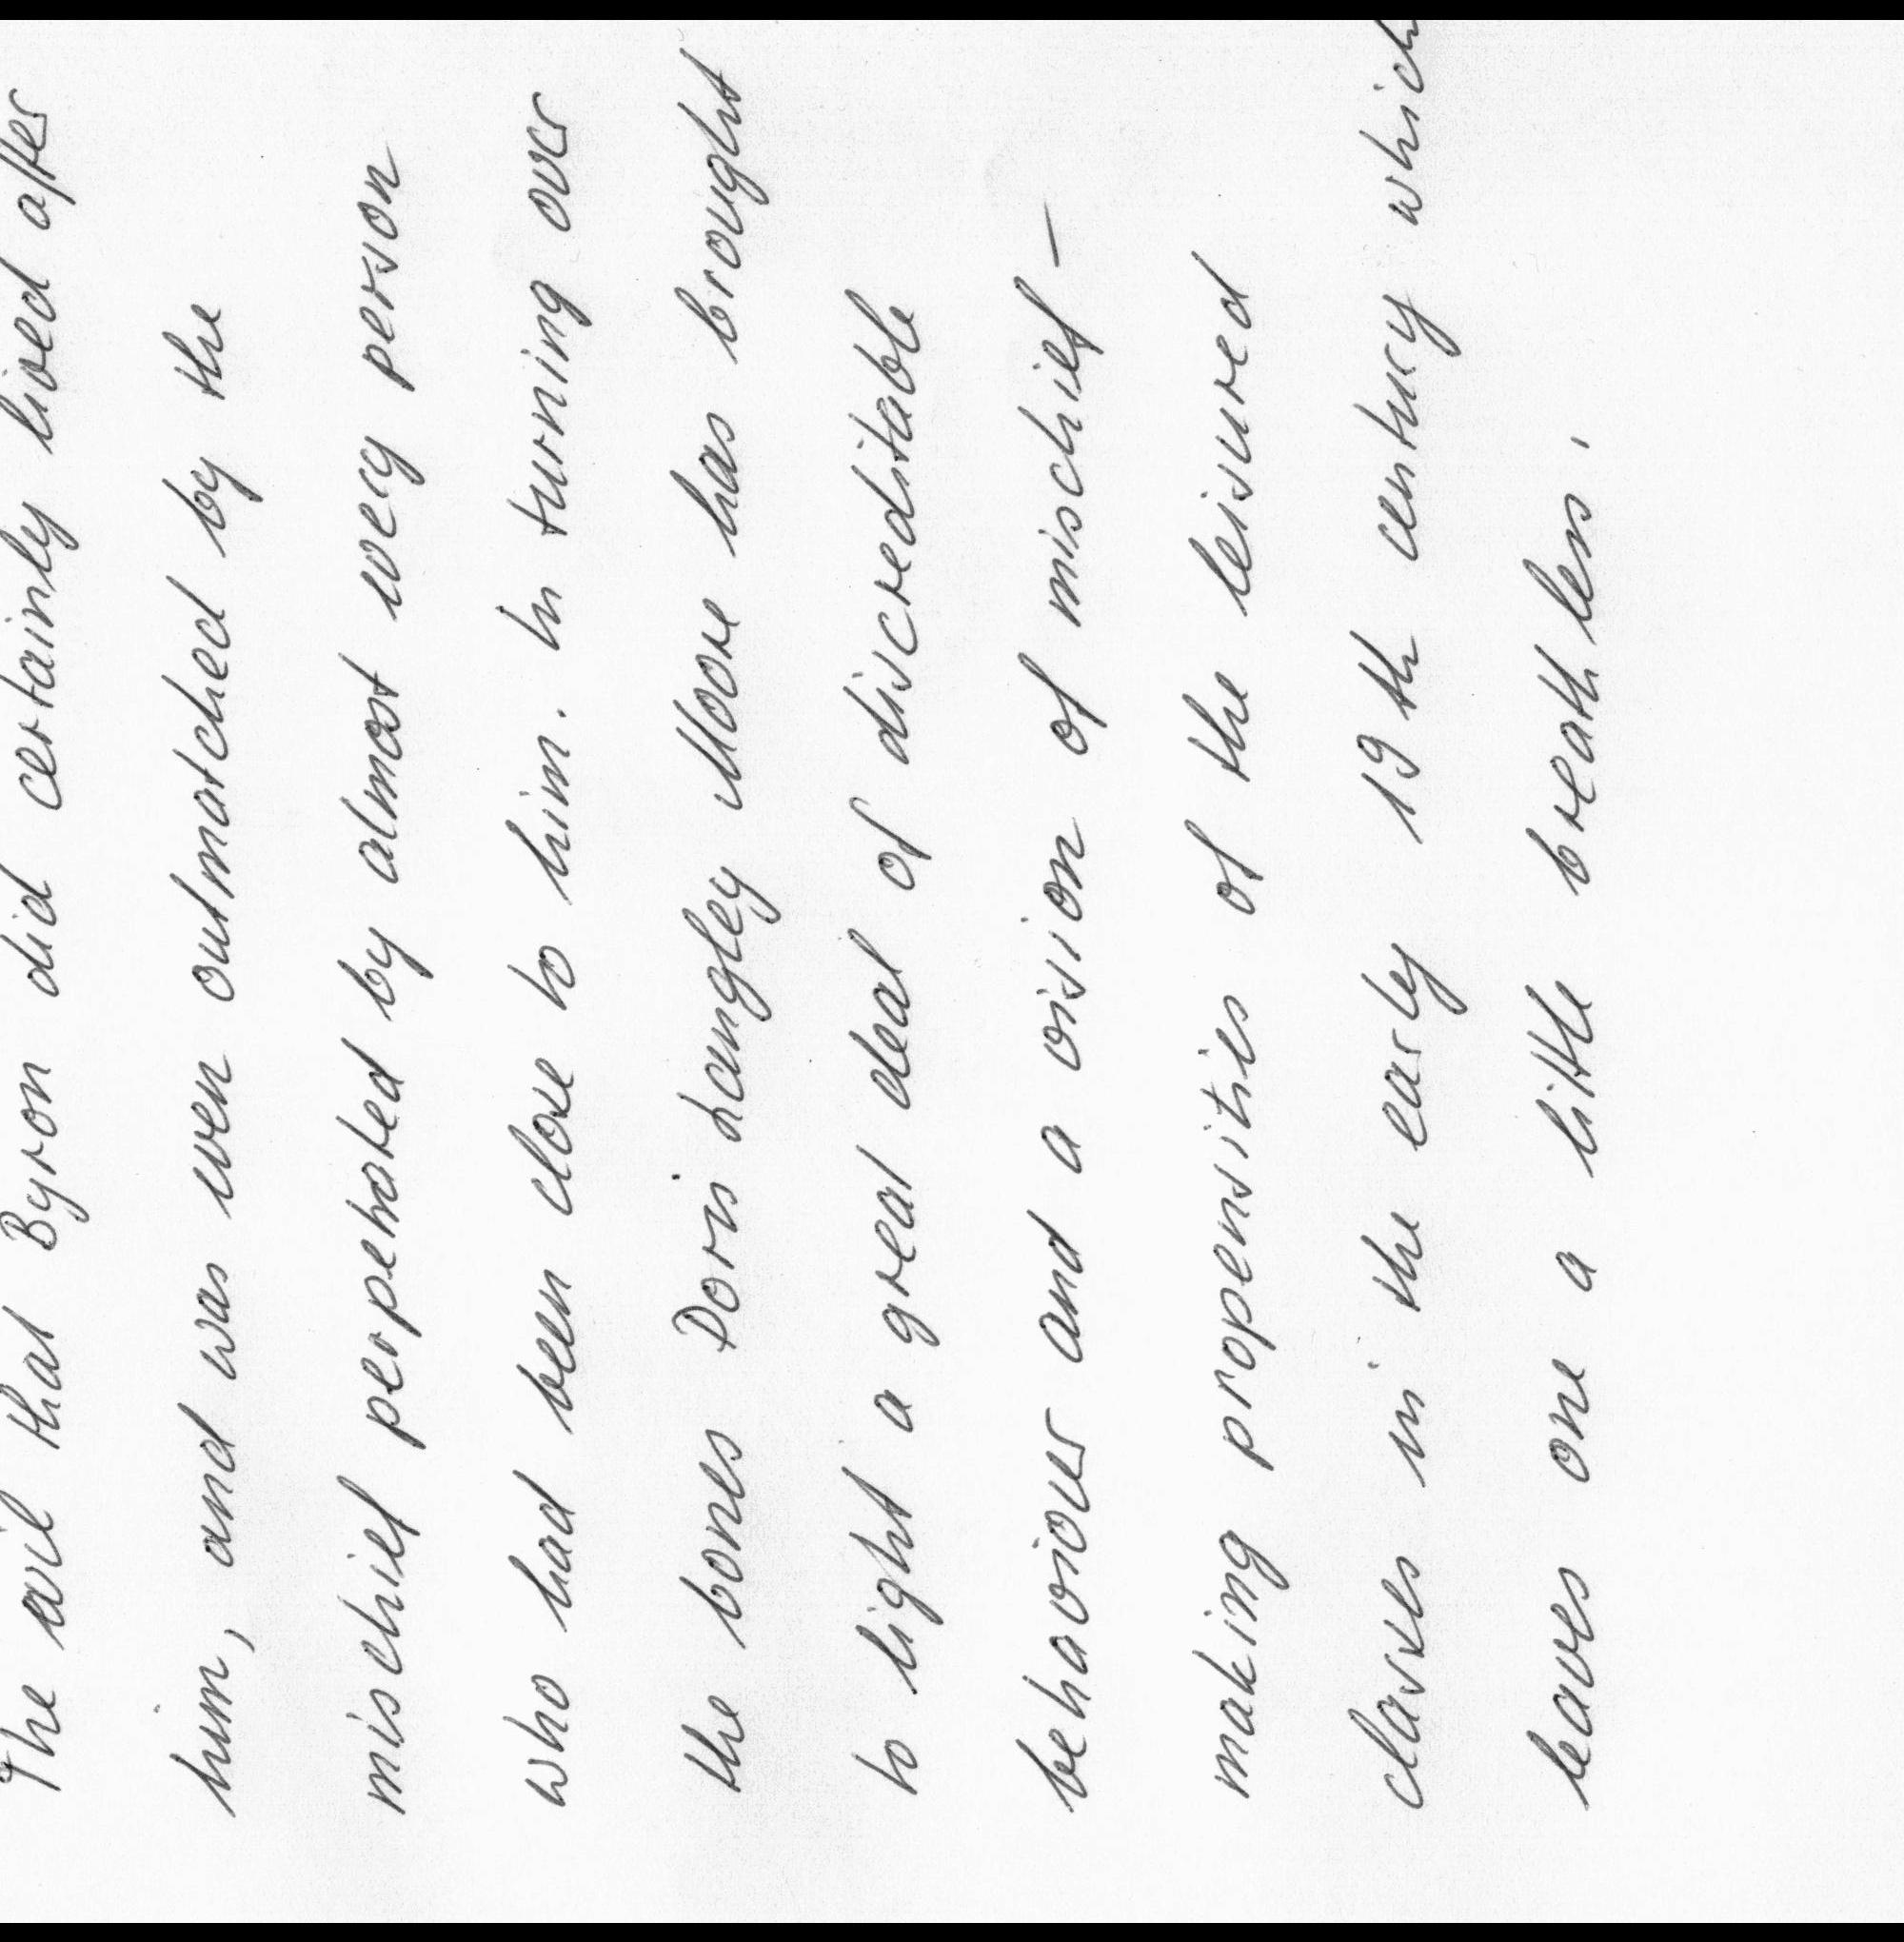 The evil that Byron did certainly lived after
him, and was even outmatched by the
mischief perpetrated by almost every person
who had been close to him. In turning over
the bones Doris Langley Moore has brought
to light a great deal of discreditable
behaviour and a vision of mischief -
making propensities of the leisured
classes in the early 19th century which
leaves one a little breathless.